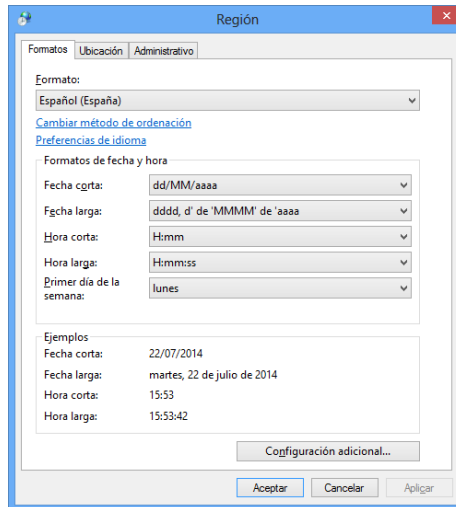 Región
Formatos Ubicación Administrativo
Formato:
Español (España)
Cambiar método de ordenación
Preferencias de idioma
Formatos de fecha y hora
Fecha corta: dd/MM/aaaa
Fecha larga: dddd, d' de 'MMMM' de 'aaaa
Hora corta: H:mm
Hora larga: H:mm:ss
Primer día de la
semana: lunes
Ejemplos
Fecha corta: 22/07/2014
Fecha larga: martes, 22 de julio de 2014
Hora corta: 15:53
Hora larga: 15:53:42
Configuración adicional...
Aceptar Cancelar Aplicar